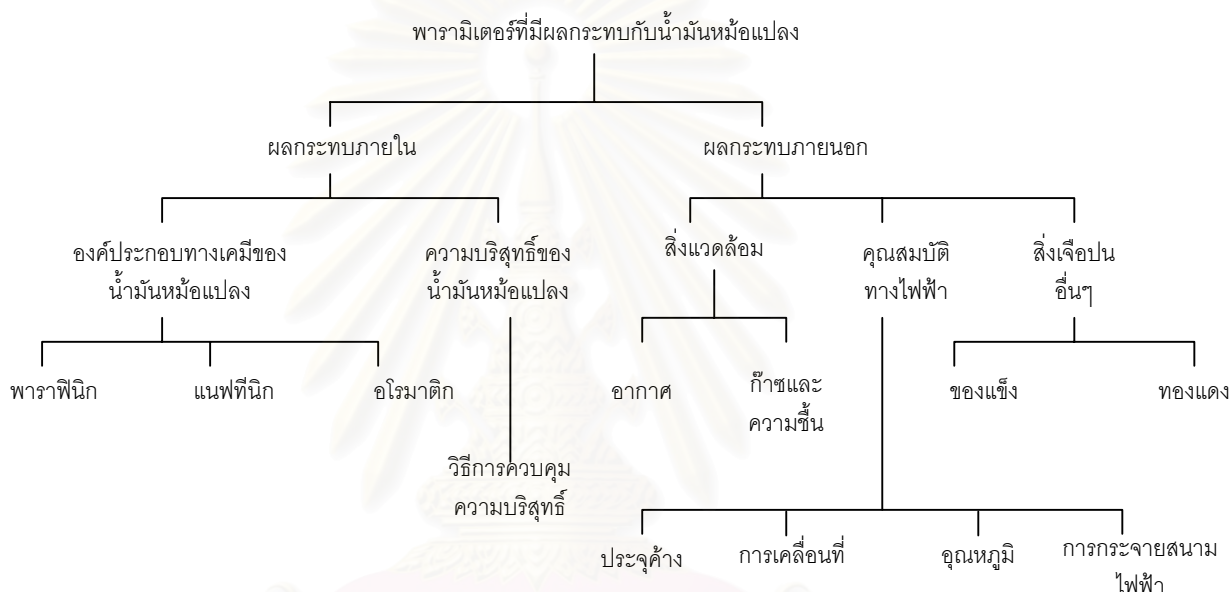 พารามิเตอร์ที่มีผลกระทบกับน้ำมันหม้อแปลง
ผลกระทบภายใน
ผลกระทบภายนอก
องค์ประกอบทางเคมีของ
น้ำมันหม้อแปลง
ความบริสุทธิ์ของ
น้ำมันหม้อแปลง
สิ่งแวดล้อม
คุณสมบัติ
ทางไฟฟ้า
สิ่งเจือปน
อื่นๆ
พาราฟินิก
แนฟทีนิก
อโรมาติก
อากาศ
ก๊าซและ
ความชื้น
ของแข็ง
ทองแดง
วิธีการควบคุม
ความบริสุทธิ์
ประจุค้าง
การเคลื่อนที่
อุณหภูมิ
การกระจายสนาม
ไฟฟ้า